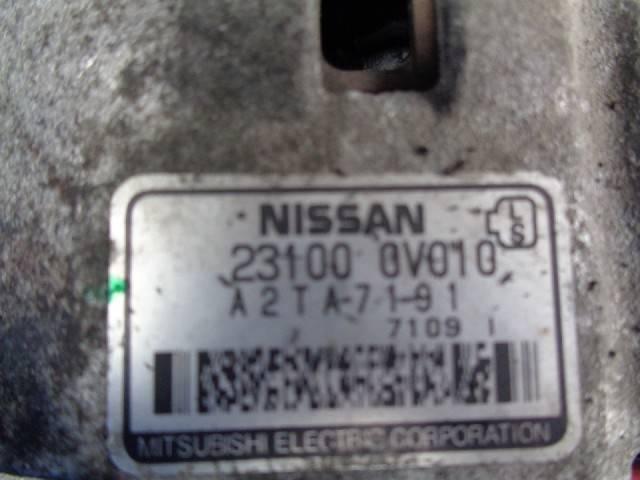 NISSAN
L
S
23100 0V010
A2TA-71-91
7109 I
MITSUBISHI ELECTRIC CORPORATION